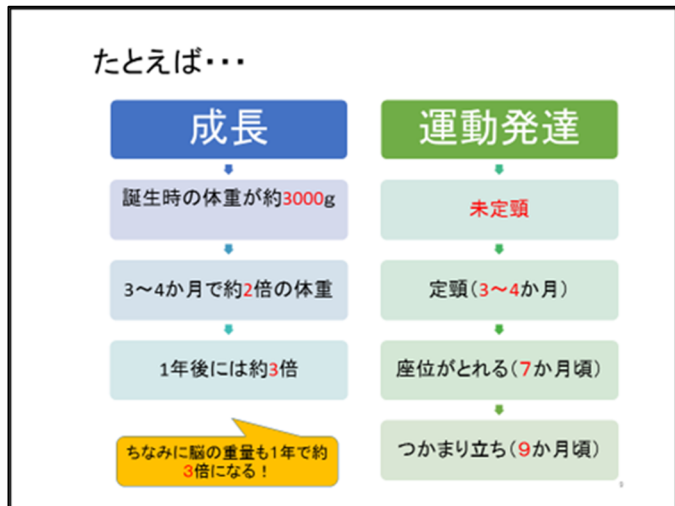 たとえば・・・
成長
誕生時の体重が約3000g
3～4か月で約2倍の体重
1年後には約3倍
ちなみに脳の重量も1年で約
3倍になる！
運動発達
未定頸
定頸(3～4か月)
座位がとれる(7か月頃)
つかまり立ち(9か月頃)
9